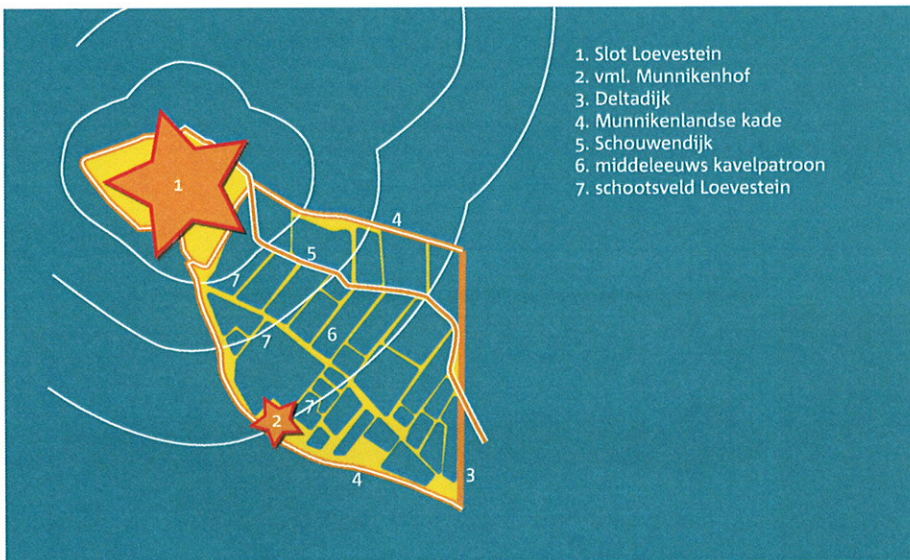 1. Slot Loevestein
2. vml. Munnikenhof
3. Deltadijk
4. Munnikenlandse kade
5. Schouwendijk
6. middeleeuws kavelpatroon
7. schootsveld Loevestein
1
4
5
7
6
7
7
2
4
3